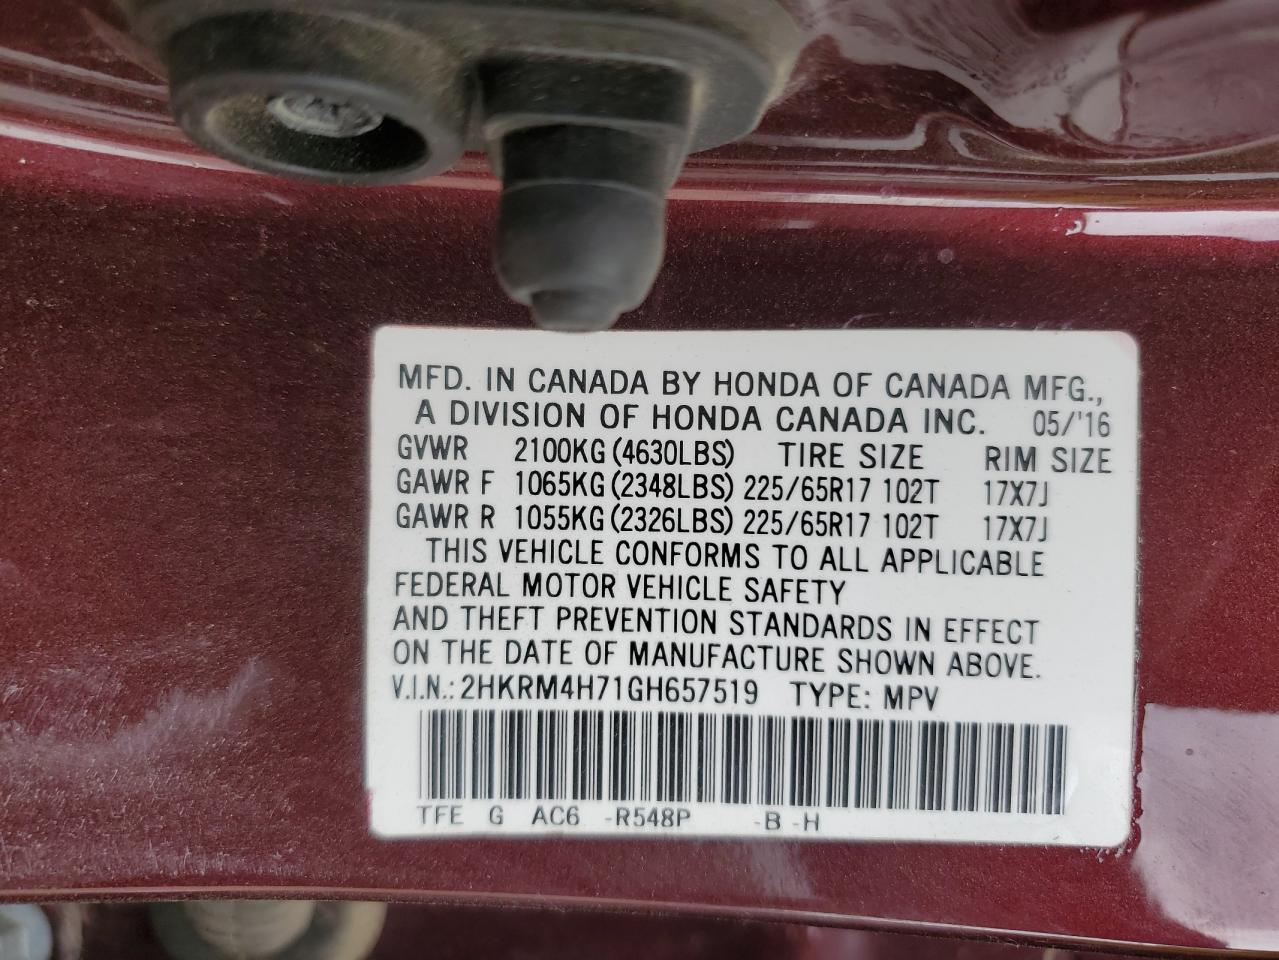 MFD. IN CANADA BY HONDA OF CANADA MFG.,
A DIVISION OF HONDA CANADA INC. 05/'16
GVWR 2100KG (4630LBS) TIRE SIZE RIM SIZE
GAWR F 1065KG (2348LBS) 225/65R17 102T 17X7J
GAWR R 1055KG (2326LBS) 225/65R17 102T 17X7J
THIS VEHICLE CONFORMS TO ALL APPLICABLE
FEDERAL MOTOR VEHICLE SAFETY
AND THEFT PREVENTION STANDARDS IN EFFECT
ON THE DATE OF MANUFACTURE SHOWN ABOVE.
V.I.N.: 2HKRM4H71GH657519 TYPE: MPV
TFE G AC6 -R548P -B -H